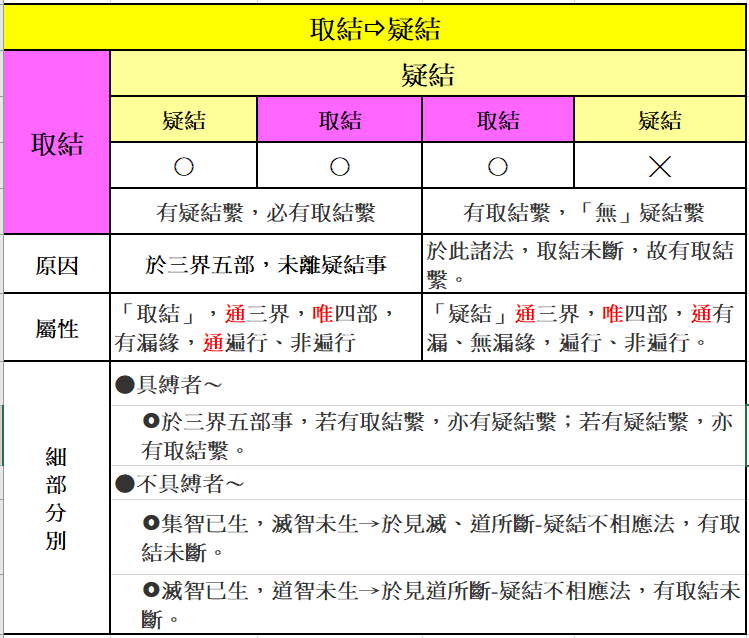 取結⇨疑結
取結
疑結
疑結
取結
取結
疑結
○
○
○
╳
有疑結繫，必有取結繫
有取結繫，「無」疑結繫
原因
於三界五部，未離疑結事
於此諸法，取結未斷，故有取結
繫。
屬性
「取結」，通三界，唯四部，
有漏緣，通遍行、非遍行
「疑結」通三界，唯四部，通有
漏、無漏緣，遍行、非遍行。
細
部
分
別
●具縛者～
⭘於三界五部事，若有取結繫，亦有疑結繫；若有疑結繫，亦
有取結繫。
●不具縛者～
⭘集智已生，滅智未生→於見滅、道所斷-疑結不相應法，有取
結未斷。
⭘滅智已生，道智未生→於見道所斷-疑結不相應法，有取結未
斷。